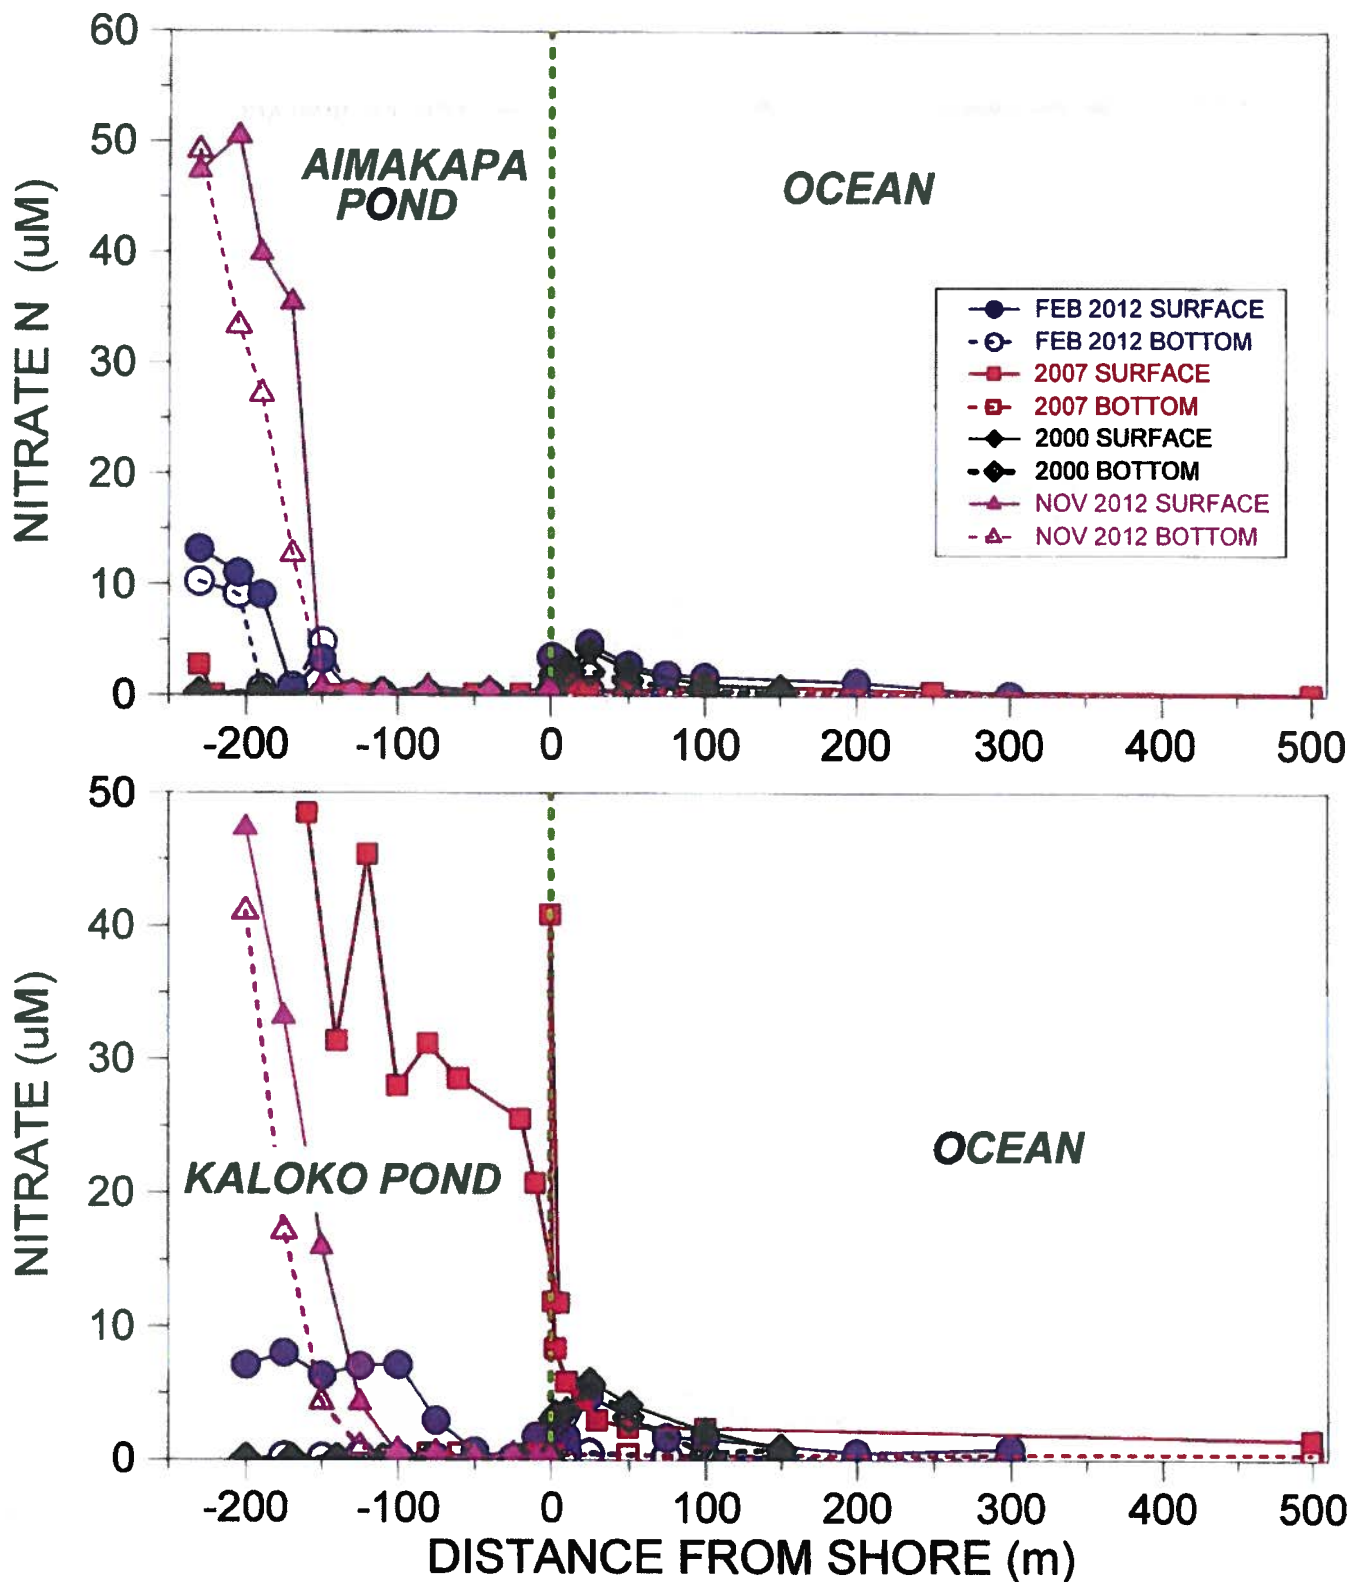 60
50
40
30
20
10
0
NITRATE N (uM)
AIMAKAPA
POND
OCEAN
FEB 2012 SURFACE
FEB 2012 BOTTOM
2007 SURFACE
2007 BOTTOM
2000 SURFACE
2000 BOTTOM
NOV 2012 SURFACE
NOV 2012 BOTTOM
-200 -100 0 100 200 300 400 500
50
40
30
20
10
0
NITRATE (uM)
KALOKO POND
OCEAN
-200 -100 0 100 200 300 400 500
DISTANCE FROM SHORE (m)